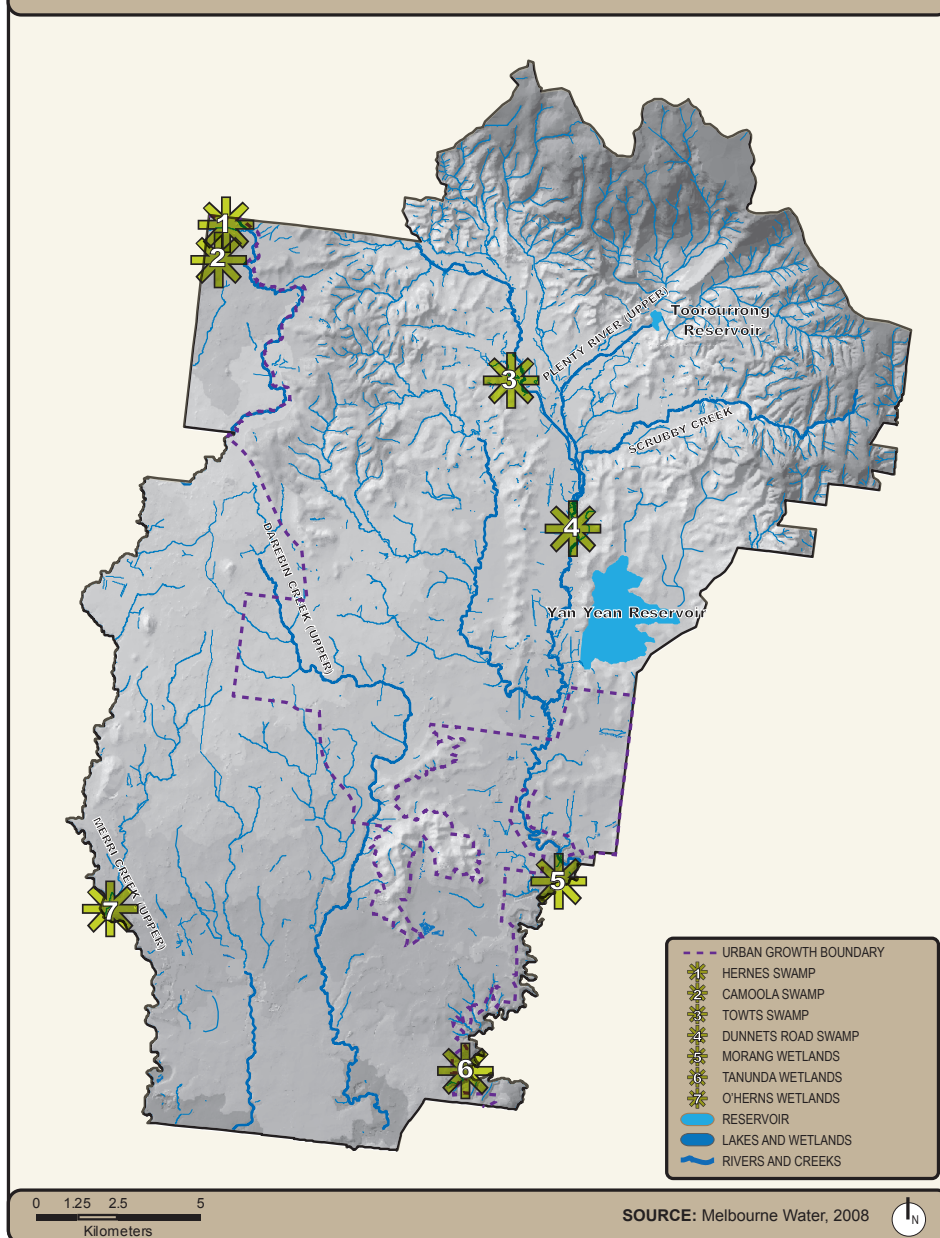 1
2
PLENTY RIVER (UPPER)
Toorourrong
Reservoir
3
SCRUBBY CREEK
4
DAREBIN CREEK (UPPER)
Yan Yean Reservoir
MERRI CREEK (UPPER)
5
7
6
URBAN GROWTH BOUNDARY
1 HERNES SWAMP
2 CAMOOLA SWAMP
3 TOWTS SWAMP
4 DUNNETS ROAD SWAMP
5 MORANG WETLANDS
6 TANUNDA WETLANDS
7 O'HERNS WETLANDS
RESERVOIR
LAKES AND WETLANDS
RIVERS AND CREEKS
0 1.25 2.5 5
Kilometers
SOURCE: Melbourne Water, 2008
N